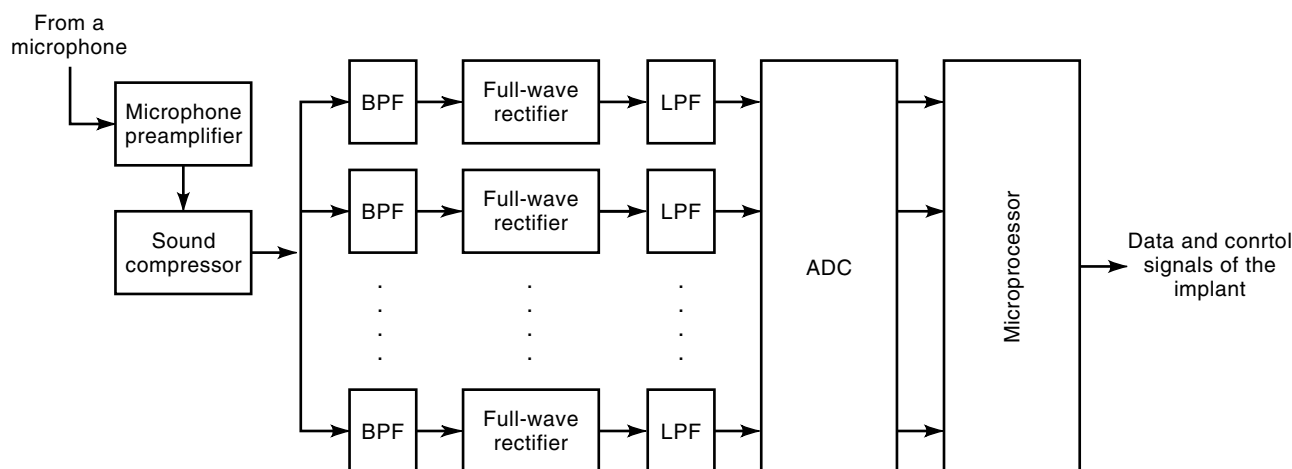 From a
microphone
Microphone
preamplifier
Sound
compressor
BPF
Full-wave
rectifier
LPF
BPF
Full-wave
rectifier
LPF
BPF
Full-wave
rectifier
LPF
ADC
Microprocessor
Data and conrtol
signals of the
implant